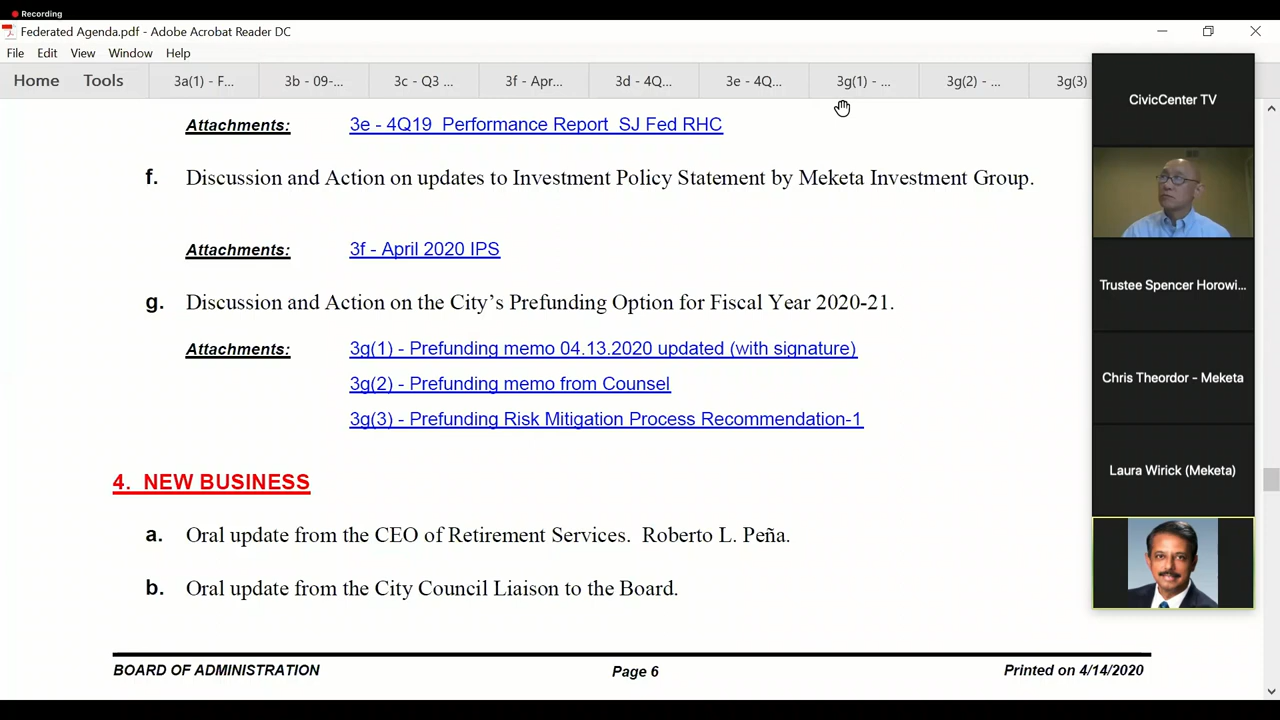 Recording
Federated Agenda.pdf - Adobe Acrobat Reader DC
File Edit View Window Help
Home Tools 3a(1) - F... 3b - 09-... 3c - Q3 ... 3f - Apr... 3d - 4Q... 3e - 4Q... 3g(1) - ... 3g(2) - ... 3g(3)
Attachments: 3e - 4Q19 Performance Report SJ Fed RHC
f. Discussion and Action on updates to Investment Policy Statement by Meketa Investment Group.
Attachments: 3f - April 2020 IPS
g. Discussion and Action on the City's Prefunding Option for Fiscal Year 2020-21.
Attachments: 3g(1) - Prefunding memo 04.13.2020 updated (with signature)
3g(2) - Prefunding memo from Counsel
3g(3) - Prefunding Risk Mitigation Process Recommendation-1
4. NEW BUSINESS
a. Oral update from the CEO of Retirement Services. Roberto L. Peña.
b. Oral update from the City Council Liaison to the Board.
BOARD OF ADMINISTRATION Page 6 Printed on 4/14/2020
CivicCenter TV
Trustee Spencer Horowi...
Chris Theordor - Meketa
Laura Wirick (Meketa)